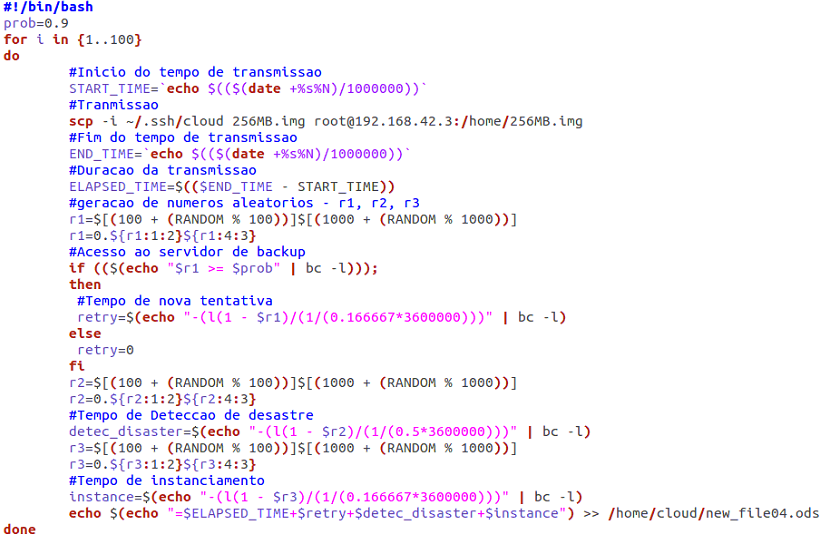 #!/bin/bash
prob=0.9
for i in {1..100}
do
#Inicio do tempo de transmissao
START_TIME=`echo $(($(date +%s%N)/1000000))`
#Tranmissao
scp -i ~/.ssh/cloud 256MB.img root@192.168.42.3:/home/256MB.img
#Fim do tempo de transmissao
END_TIME=`echo $(($(date +%s%N)/1000000))`
#Duracao da transmissao
ELAPSED_TIME=$(($END_TIME - START_TIME))
#geracao de numeros aleatorios - r1, r2, r3
r1=$[(100 + (RANDOM % 100))]$[(1000 + (RANDOM % 1000))]
r1=0.${r1:1:2}${r1:4:3}
#Acesso ao servidor de backup
if (($(echo "$r1 >= $prob" | bc -l)));
then
#Tempo de nova tentativa
retry=$(echo "-(l(1 - $r1)/(1/(0.166667*3600000)))" | bc -l)
else
retry=0
fi
r2=$[(100 + (RANDOM % 100))]$[(1000 + (RANDOM % 1000))]
r2=0.${r2:1:2}${r2:4:3}
#Tempo de Deteccao de desastre
detec_disaster=$(echo "-(l(1 - $r2)/(1/(0.5*3600000)))" | bc -l)
r3=$[(100 + (RANDOM % 100))]$[(1000 + (RANDOM % 1000))]
r3=0.${r3:1:2}${r3:4:3}
#Tempo de instanciamento
instance=$(echo "-(l(1 - $r3)/(1/(0.166667*3600000)))" | bc -l)
echo $(echo "=$ELAPSED_TIME+$retry+$detec_disaster+$instance") >> /home/cloud/new_file04.ods
done